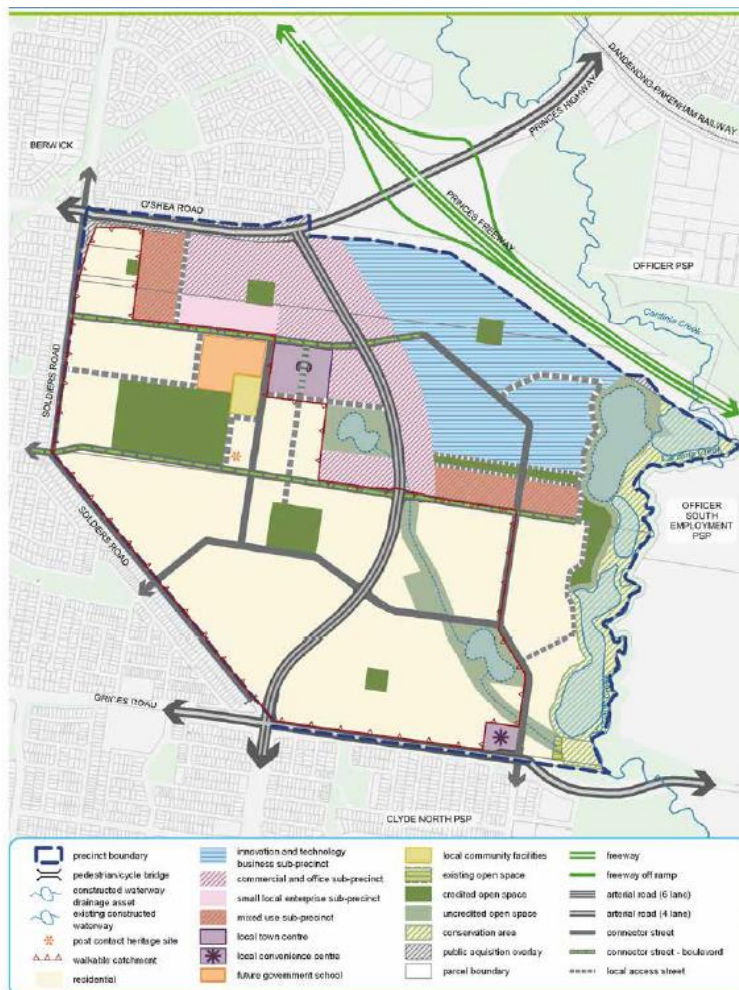 DANDENONG-PAKENHAM RAILWAY
PRINCES HIGHWAY
BERWICK
O'SHEA ROAD
PRINCES FREEWAY
OFFICER PSP
Cardinia Creek
SOLDIERS ROAD
Cardinia Creek
OFFICER
SOUTH
EMPLOYMENT
PSP
SOLDIERS ROAD
GRICES ROAD
CLYDE NORTH PSP
precinct boundary
pedestrian/cycle bridge
constructed waterway
drainage asset
existing constructed
waterway
post contact heritage site
walkable catchment
residential
innovation and technology
business sub-precinct
commercial and office sub-precinct
small local enterprise sub-precinct
mixed use sub-precinct
local town centre
local convenience centre
future government school
local community facilities
existing open space
credited open space
uncredited open space
conservation area
public aquisition overlay
parcel boundary
freeway
freeway off ramp
arterial road (6 lane)
arterial road (4 lane)
connector street
connector street - boulevard
local access street